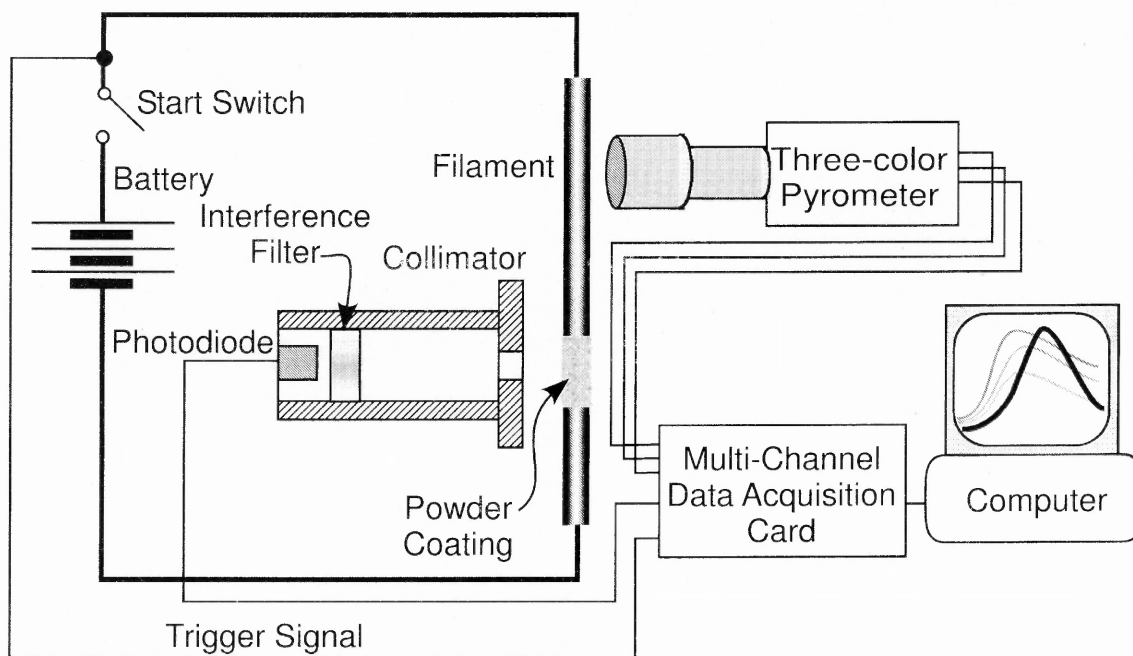 Start Switch
Battery
Interference
Filter
Filament
Collimator
Photodiode
Three-color
Pyrometer
Powder
Coating
Multi-Channel
Data Acquisition
Card
Computer
Trigger Signal